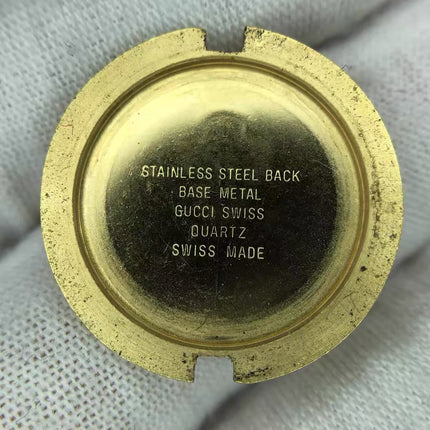 STAINLESS STEEL BACK
BASE METAL
GUCCI SWISS
QUARTZ
SWISS MADE